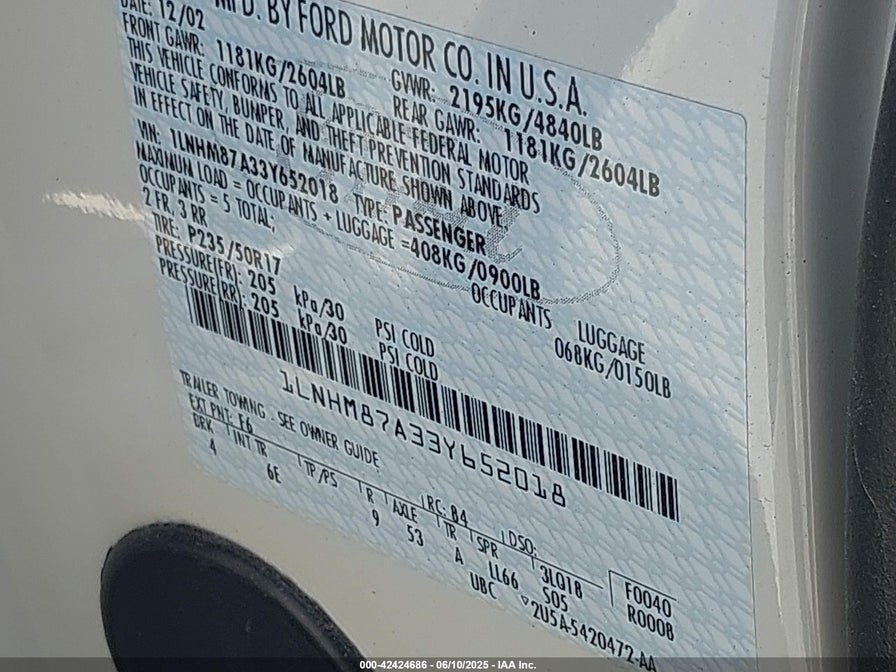 DATE: 12/02 MFD. BY FORD MOTOR CO. IN U.S.A.
FRONT GAWR: 1181KG/2604LB GVWR: 2195KG/4840LB
REAR GAWR: 1181KG/2604LB
THIS VEHICLE CONFORMS TO ALL APPLICABLE FEDERAL MOTOR
VEHICLE SAFETY, BUMPER, AND THEFT PREVENTION STANDARDS
IN EFFECT ON THE DATE OF MANUFACTURE SHOWN ABOVE
VIN: 1LNHM87A33Y652018 TYPE: PASSENGER
MAXIMUM LOAD = OCCUPANTS + LUGGAGE =408KG/0900LB
OCCUPANTS = 5 TOTAL; OCCUPANTS LUGGAGE
2 FR, 3 RR 068KG/0150LB
TIRE: P235/50R17
PRESSURE(FR): 205 kPa/30 PSI COLD
PRESSURE(RR): 205 kPa/30 PSI COLD
1LNHM87A33Y652018
TRAILER TOWING - SEE OWNER GUIDE
EXT PNT: F6 RC: B4 DSO: F0040
BRK INT TR TP/PS R AXLE TR SPR 3LQ18 R0008
4 6E 9 53 A LL66 S05
UBC 2U5A-5420472-AA
000-42424686 - 06/10/2025 - IAA Inc.